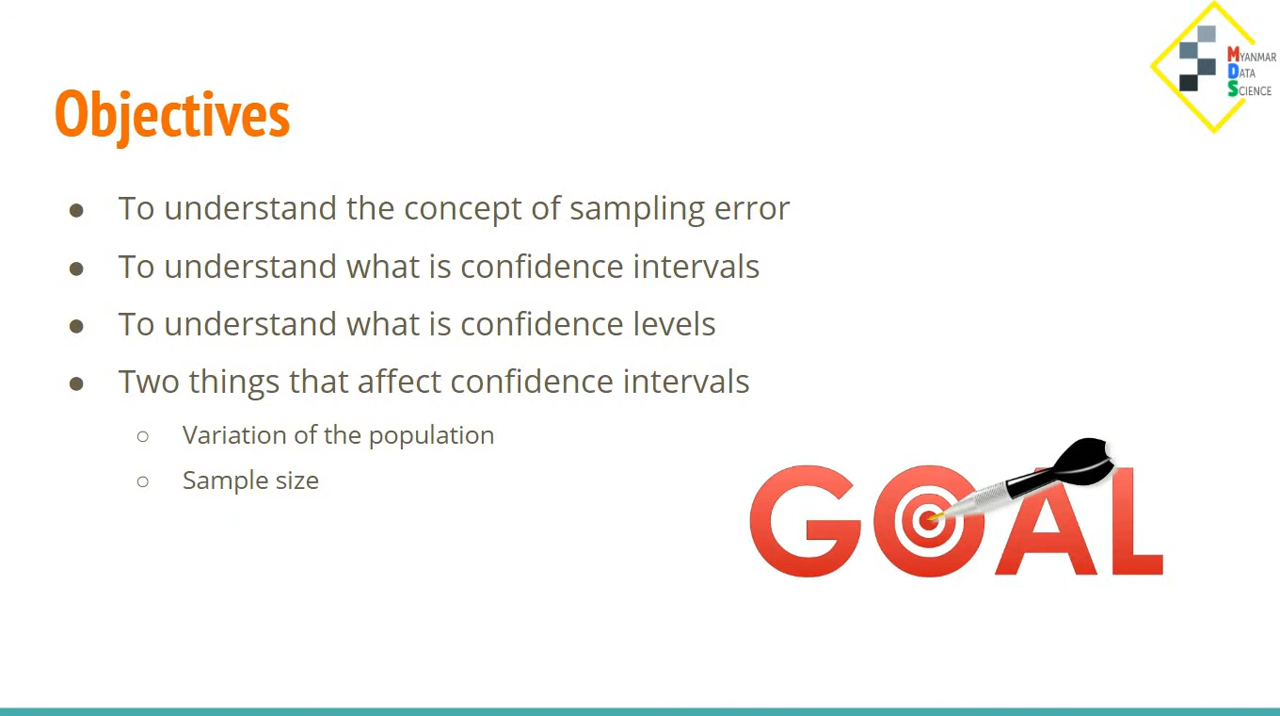 MYANMAR
DATA
SCIENCE
Objectives
● To understand the concept of sampling error
● To understand what is confidence intervals
● To understand what is confidence levels
● Two things that affect confidence intervals
○ Variation of the population
○ Sample size
GOAL